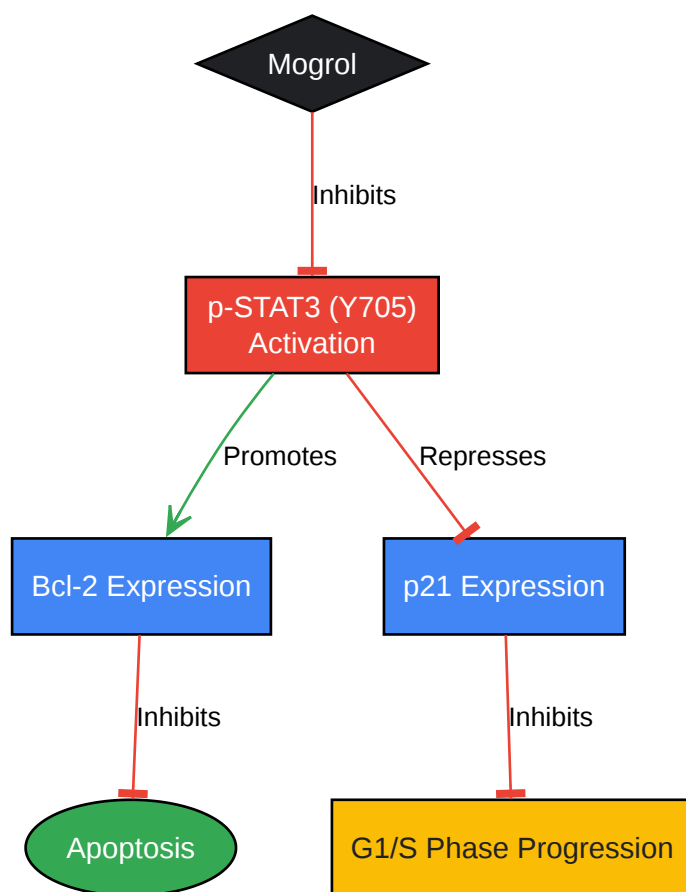 Mogrol
Inhibits
p-STAT3 (Y705)
Activation
Promotes
Represses
Bcl-2 Expression
p21 Expression
Inhibits
Inhibits
Apoptosis
G1/S Phase Progression